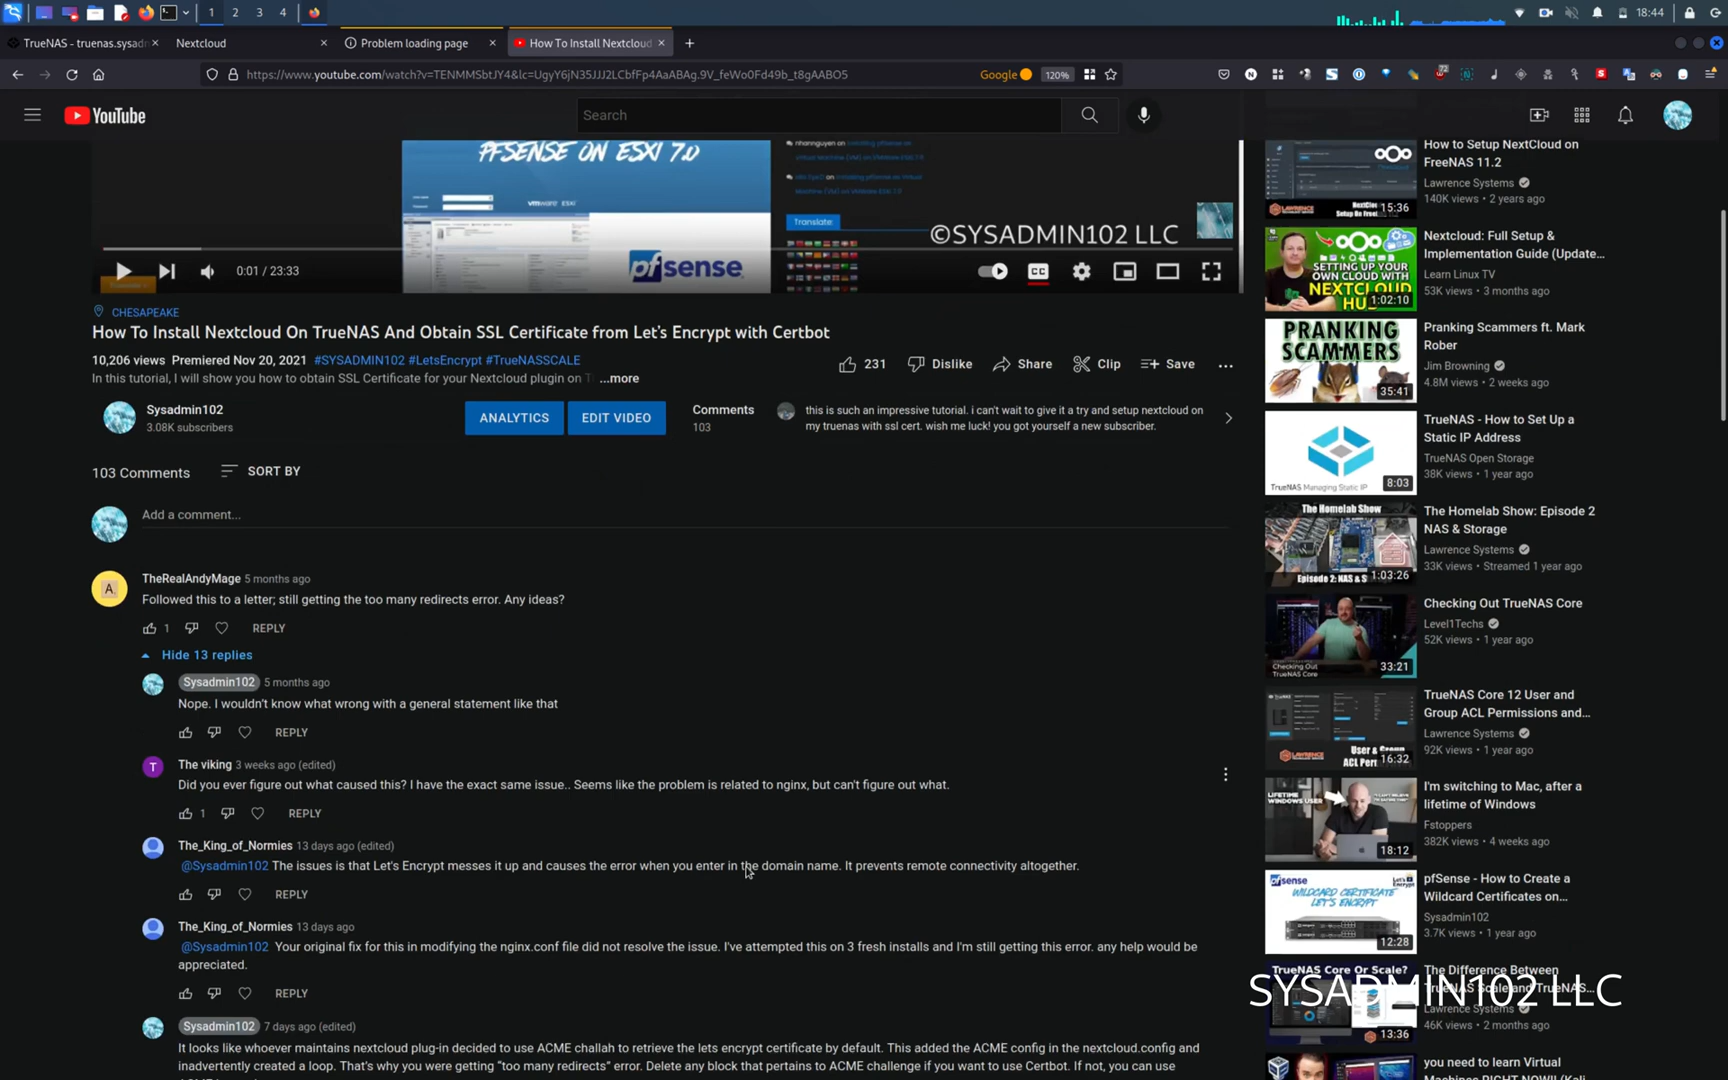 1 2 3 4
18:44
TrueNAS - truenas.sysadm
Nextcloud
Problem loading page
How To Install Nextcloud
https://www.youtube.com/watch?v=TENMMSbtJY4&lc=UgyY6jN35JJJ2LCbfFp4AaABAg.9V_feWo0Fd49b_t8gAABO5
Google
120%
YouTube
Search
PFSENSE ON ESXI 7.0
vmware ESXi
Translate:
pfsense
©SYSADMIN102 LLC
0:01 / 23:33
CHESAPEAKE
How To Install Nextcloud On TrueNAS And Obtain SSL Certificate from Let's Encrypt with Certbot
10,206 views Premiered Nov 20, 2021 #SYSADMIN102 #LetsEncrypt #TrueNASSCALE
In this tutorial, I will show you how to obtain SSL Certificate for your Nextcloud plugin on T ...more
231
Dislike
Share
Clip
Save
Sysadmin102
3.08K subscribers
ANALYTICS
EDIT VIDEO
Comments
103
this is such an impressive tutorial. i can't wait to give it a try and setup nextcloud on
my truenas with ssl cert. wish me luck! you got yourself a new subscriber.
103 Comments
SORT BY
Add a comment...
A.
TheRealAndyMage 5 months ago
Followed this to a letter; still getting the too many redirects error. Any ideas?
1
REPLY
Hide 13 replies
Sysadmin102 5 months ago
Nope. I wouldn't know what wrong with a general statement like that
REPLY
T
The viking 3 weeks ago (edited)
Did you ever figure out what caused this? I have the exact same issue.. Seems like the problem is related to nginx, but can't figure out what.
1
REPLY
The_King_of_Normies 13 days ago (edited)
@Sysadmin102 The issues is that Let's Encrypt messes it up and causes the error when you enter in the domain name. It prevents remote connectivity altogether.
REPLY
The_King_of_Normies 13 days ago
@Sysadmin102 Your original fix for this in modifying the nginx.conf file did not resolve the issue. I've attempted this on 3 fresh installs and I'm still getting this error. any help would be
appreciated.
REPLY
Sysadmin102 7 days ago (edited)
It looks like whoever maintains nextcloud plug-in decided to use ACME challah to retrieve the lets encrypt certificate by default. This added the ACME config in the nextcloud.config and
inadvertently created a loop. That's why you were getting "too many redirects" error. Delete any block that pertains to ACME challenge if you want to use Certbot. If not, you can use
How to Setup NextCloud on
FreeNAS 11.2
Lawrence Systems
140K views • 2 years ago
15:36
Nextcloud: Full Setup &
Implementation Guide (Update...
Learn Linux TV
53K views • 3 months ago
SETTING UP YOUR
OWN CLOUD WITH
NEXTCLOUD
HUB
1:02:10
Pranking Scammers ft. Mark
Rober
Jim Browning
4.8M views • 2 weeks ago
PRANKING
SCAMMERS
35:41
TrueNAS - How to Set Up a
Static IP Address
TrueNAS Open Storage
38K views • 1 year ago
TrueNAS Managing Static IP
8:03
The Homelab Show: Episode 2
NAS & Storage
Lawrence Systems
33K views • Streamed 1 year ago
The Homelab Show
Episode 2: NAS & S
1:03:26
Checking Out TrueNAS Core
Level1Techs
52K views • 1 year ago
Checking Out
TrueNAS Core
33:21
TrueNAS Core 12 User and
Group ACL Permissions and...
Lawrence Systems
92K views • 1 year ago
LAWRENCE
User & Group
ACL Peri
16:32
I'm switching to Mac, after a
lifetime of Windows
Fstoppers
382K views • 4 weeks ago
LIFETIME
WINDOWS USER
18:12
pfSense - How to Create a
Wildcard Certificates on...
Sysadmin102
3.7K views • 1 year ago
pfSense
WILDCARD CERTIFICATE
LET'S ENCRYPT
12:28
The Difference Between
TrueNAS Scale and TrueNAS...
Lawrence Systems
46K views • 2 months ago
TrueNAS Core Or Scale?
13:36
SYSADMIN102 LLC
you need to learn Virtual
Machines RIGHT NOW!! (Kali